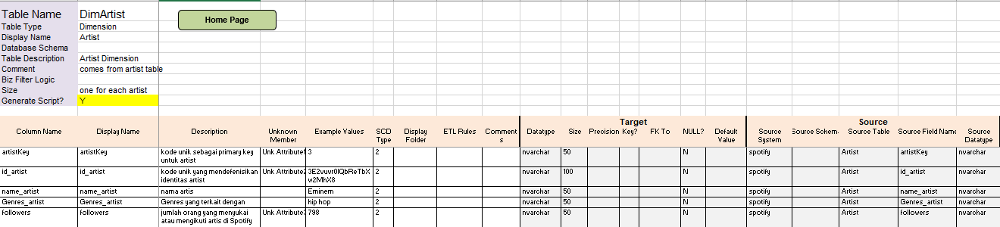 Table Name DimArtist
Home Page
Table Type Dimension
Display Name Artist
Database Schema
Table Description Artist Dimension
Comment comes from artist table
Biz Filter Logic
Size one for each artist
Generate Script? Y
Target Source
Column Name Display Name Description Unknown Member Example Values SCD Type Display Folder ETL Rules Comment s Datatype Size Precision Key? FK To NULL? Default Value Source System Source Schema Source Table Source Field Name Source Datatype
artistKey artistKey kode unik sebagai primary key Unk Attribute1 3 2 nvarchar 50 N spotify Artist artistKey nvarchar
untuk artist
id_artist id_artist kode unik yang mendefenisikan Unk Attribute2 3E2vuvr0IQbReTbX 2 nvarchar 100 N spotify Artist id_artist nvarchar
identitas artist w2MhX8
name_artist name_artist nama artis Eminem 2 nvarchar 50 N spotify Artist name_artist nvarchar
Genres_artist Genres_artist Genres yang terkait dengan hip hop 2 nvarchar 50 N spotify Artist Genres_artist nvarchar
followers followers jumlah orang yang menyukai Unk Attribute3 798 2 nvarchar 50 N spotify Artist followers nvarchar
atau mengikuti artis di Spotify